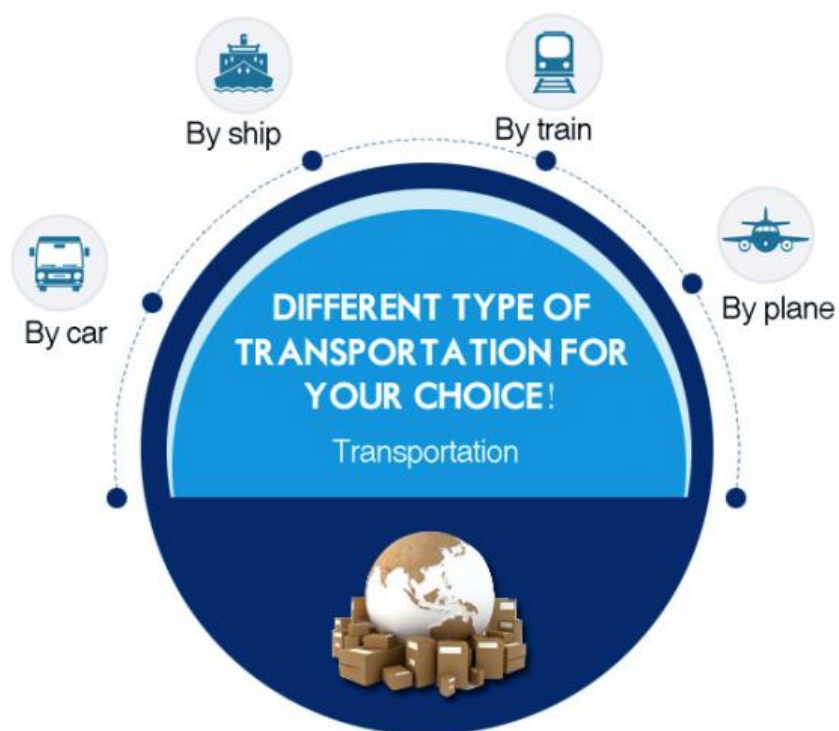 By ship
By train
By car
By plane
DIFFERENT TYPE OF
TRANSPORTATION FOR
YOUR CHOICE!
Transportation